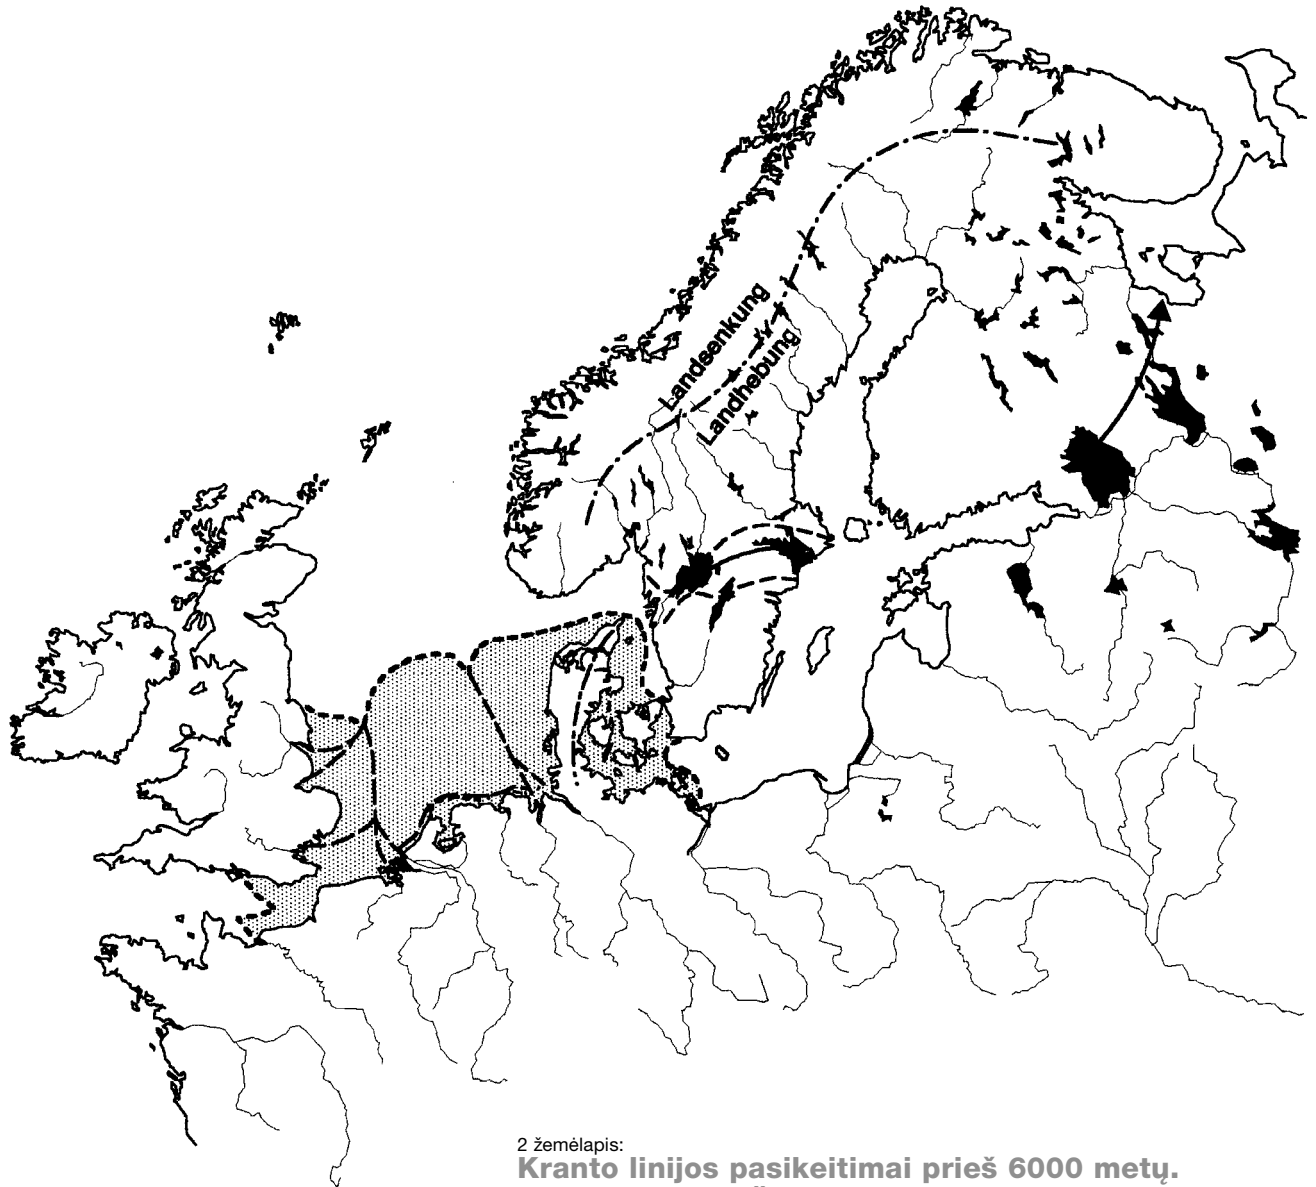 Landsenkung
Landhebung
2 žemėlapis:
Kranto linijos pasikeitimai prieš 6000 metų.